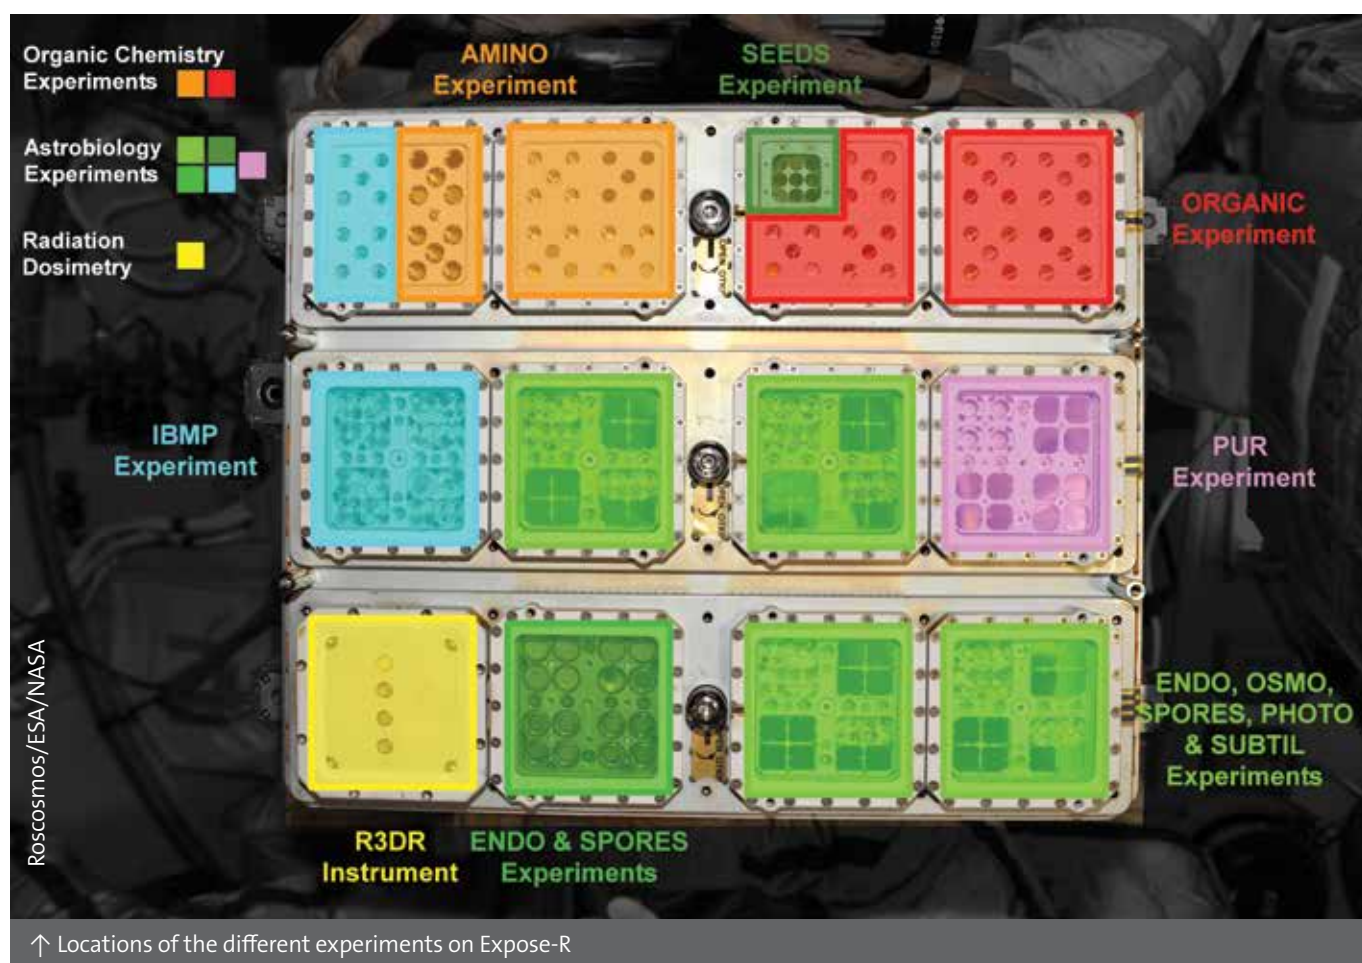 Organic Chemistry
Experiments
Astrobiology
Experiments
Radiation
Dosimetry
AMINO
Experiment
SEEDS
Experiment
ORGANIC
Experiment
IBMP
Experiment
PUR
Experiment
ENDO, OSMO,
SPORES, PHOTO
& SUBTIL
Experiments
R3DR
Instrument
ENDO & SPORES
Experiments
Roscosmos/ESA/NASA
↑ Locations of the different experiments on Expose-R